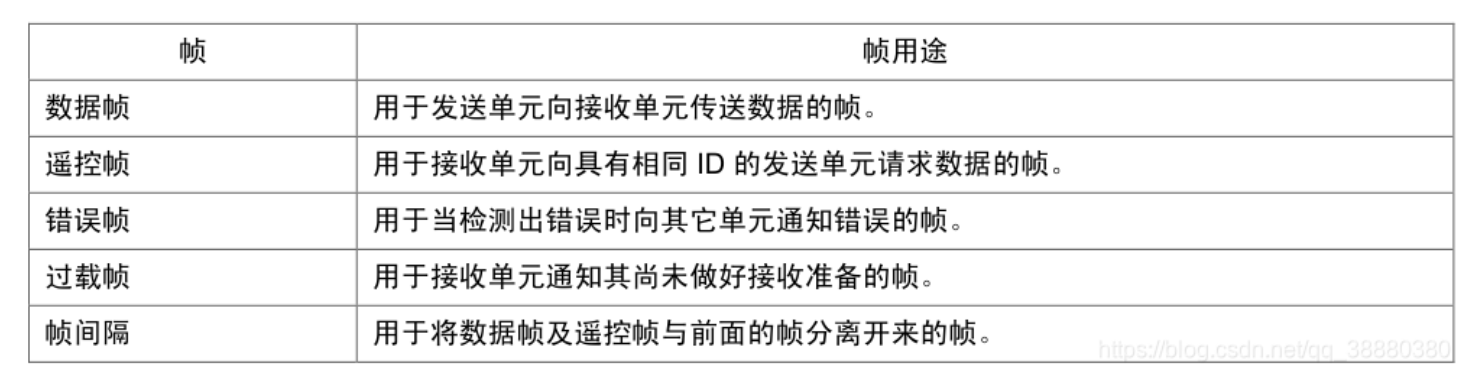 帧 帧用途
数据帧 用于发送单元向接收单元传送数据的帧。
遥控帧 用于接收单元向具有相同 ID 的发送单元请求数据的帧。
错误帧 用于当检测出错误时向其它单元通知错误的帧。
过载帧 用于接收单元通知其尚未做好接收准备的帧。
帧间隔 用于将数据帧及遥控帧与前面的帧分离开来的帧。
https://blog.csdn.net/qq_38880380